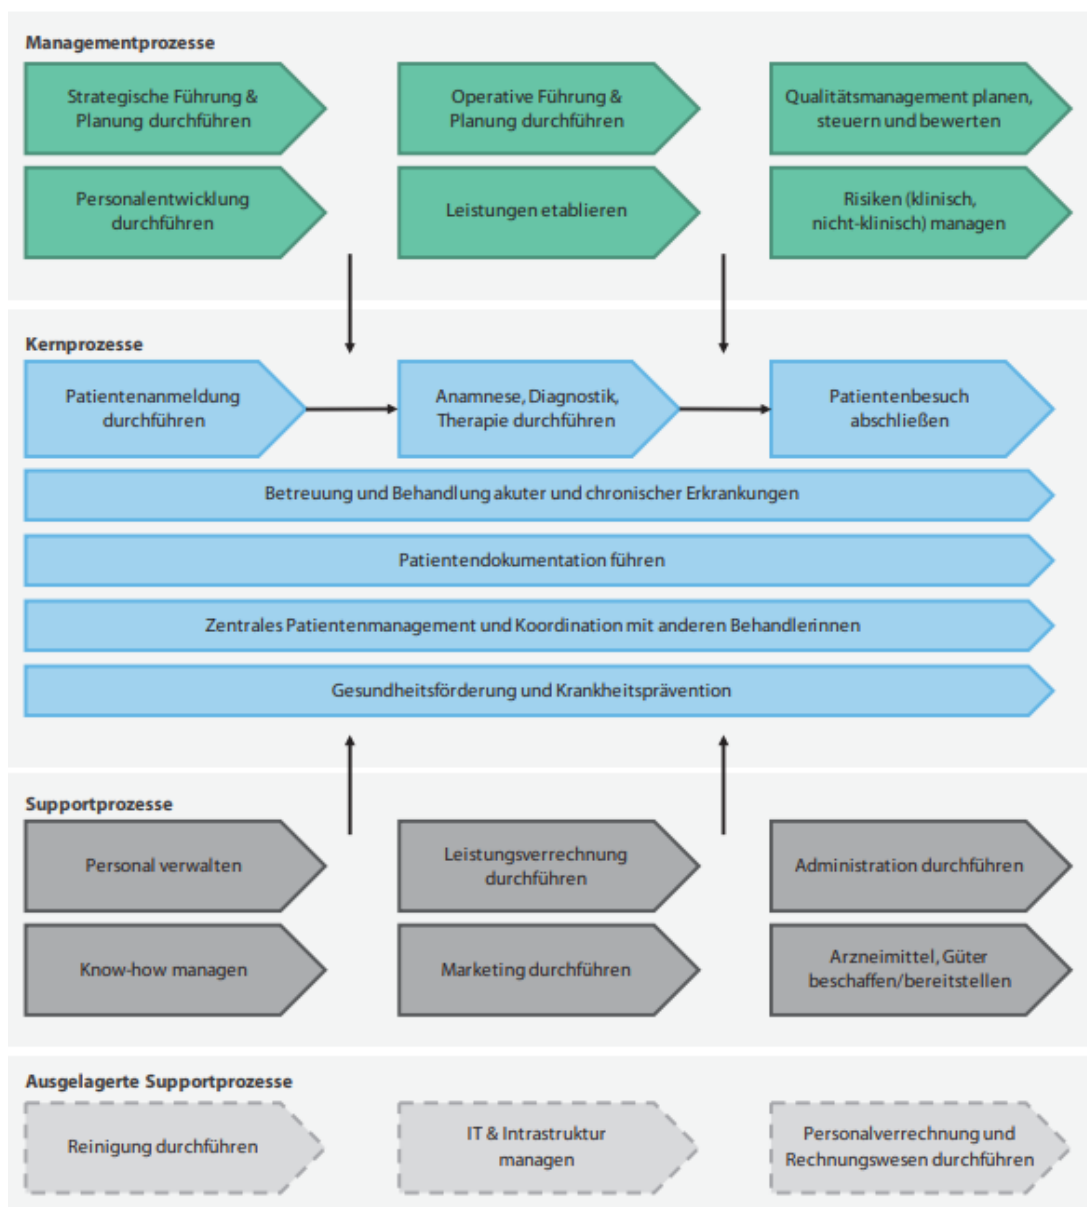 Managementprozesse
Strategische Führung &
Planung durchführen
Operative Führung &
Planung durchführen
Qualitätsmanagement planen,
steuern und bewerten
Personalentwicklung
durchführen
Leistungen etablieren
Risiken (klinisch,
nicht-klinisch) managen
Kernprozesse
Patientenanmeldung
durchführen
Anamnese, Diagnostik,
Therapie durchführen
Patientenbesuch
abschließen
Betreuung und Behandlung akuter und chronischer Erkrankungen
Patientendokumentation führen
Zentrales Patientenmanagement und Koordination mit anderen Behandlerinnen
Gesundheitsförderung und Krankheitsprävention
Supportprozesse
Personal verwalten
Leistungsverrechnung
durchführen
Administration durchführen
Know-how managen
Marketing durchführen
Arzneimittel, Güter
beschaffen/bereitstellen
Ausgelagerte Supportprozesse
Reinigung durchführen
IT & Intrastruktur
managen
Personalverrechnung und
Rechnungswesen durchführen